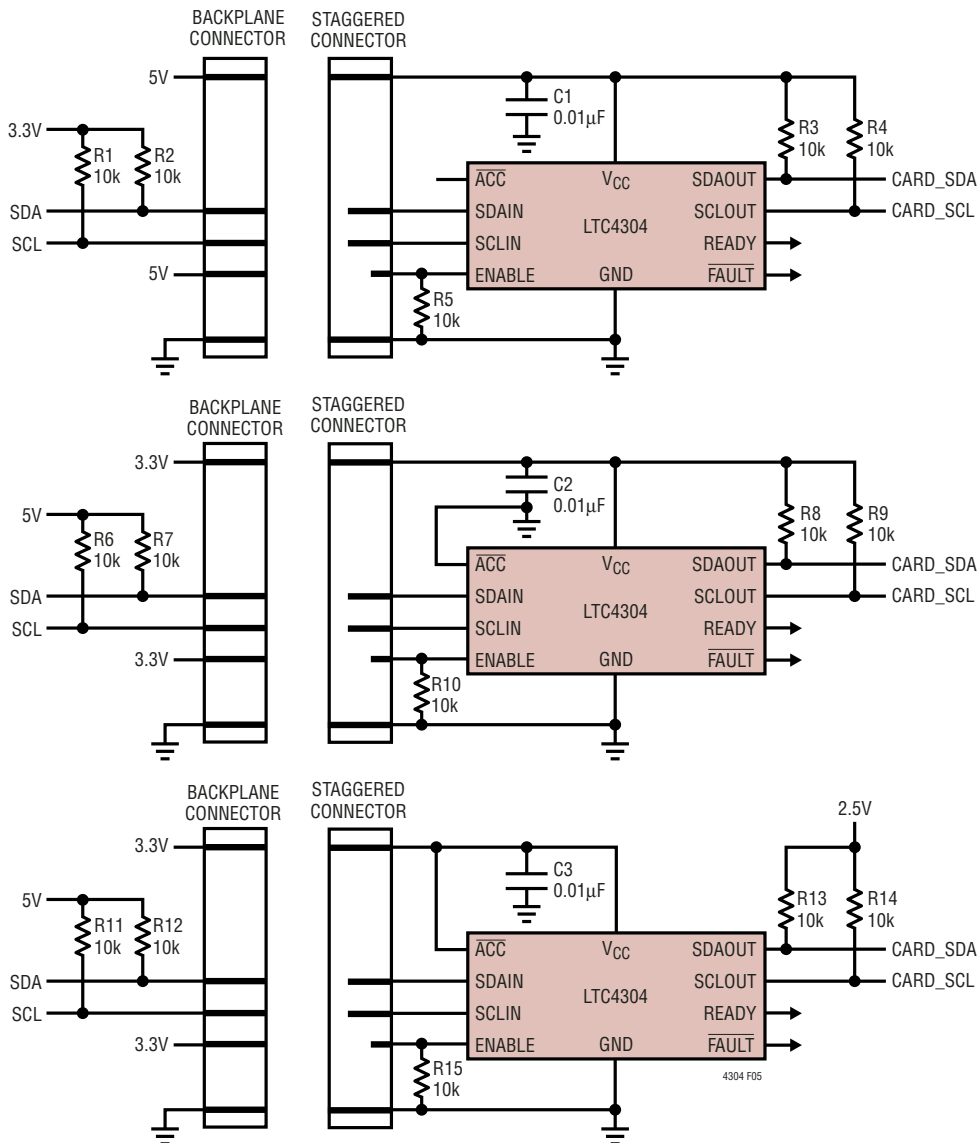 BACKPLANE
CONNECTOR
STAGGERED
CONNECTOR
5V
C1
0.01µF
3.3V
R1
10k
R2
10k
R3
10k
R4
10k
ACC
VCC
SDAOUT
CARD_SDA
SDA
SDAIN
LTC4304
SCLOUT
CARD_SCL
SCL
SCLIN
READY
5V
ENABLE
GND
FAULT
R5
10k
BACKPLANE
CONNECTOR
STAGGERED
CONNECTOR
3.3V
C2
0.01µF
5V
R6
10k
R7
10k
R8
10k
R9
10k
ACC
VCC
SDAOUT
CARD_SDA
SDA
SDAIN
LTC4304
SCLOUT
CARD_SCL
SCL
SCLIN
READY
3.3V
ENABLE
GND
FAULT
R10
10k
BACKPLANE
CONNECTOR
STAGGERED
CONNECTOR
2.5V
3.3V
C3
0.01µF
5V
R11
10k
R12
10k
R13
10k
R14
10k
ACC
VCC
SDAOUT
CARD_SDA
SDA
SDAIN
LTC4304
SCLOUT
CARD_SCL
SCL
SCLIN
READY
3.3V
ENABLE
GND
FAULT
R15
10k
4304 F05